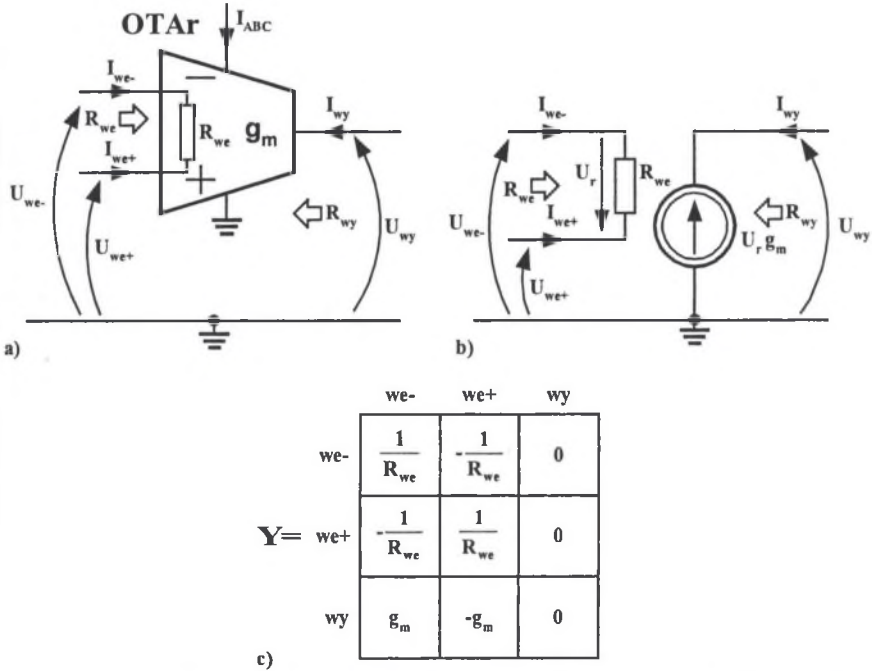 OTAr
I_ABC
I_we-
R_we
R_we
g_m
I_wy
I_we+
U_we-
U_we+
R_wy
U_wy
a)
I_we-
I_wy
R_we
U_r
R_we
I_we+
U_we-
U_we+
U_r g_m
R_wy
U_wy
b)
we- we+ wy
we- 1/R_we -1/R_we 0
Y= we+ -1/R_we 1/R_we 0
wy g_m -g_m 0
c)